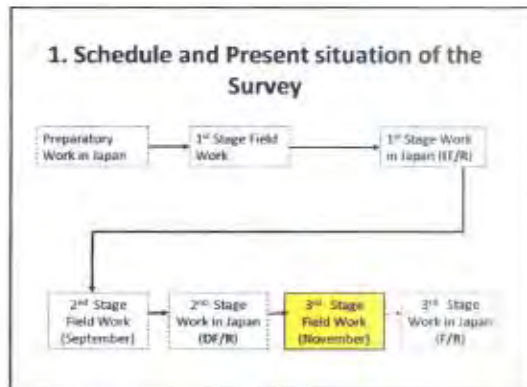 1. Schedule and Present situation of the
Survey
Preparatory
Work in Japan
1st Stage Field
Work
1st Stage Work
in Japan (IT/R)
2nd Stage
Field Work
(September)
2nd Stage
Work in Japan
(DF/R)
3rd Stage
Field Work
(November)
3rd Stage
Work in Japan
(F/R)